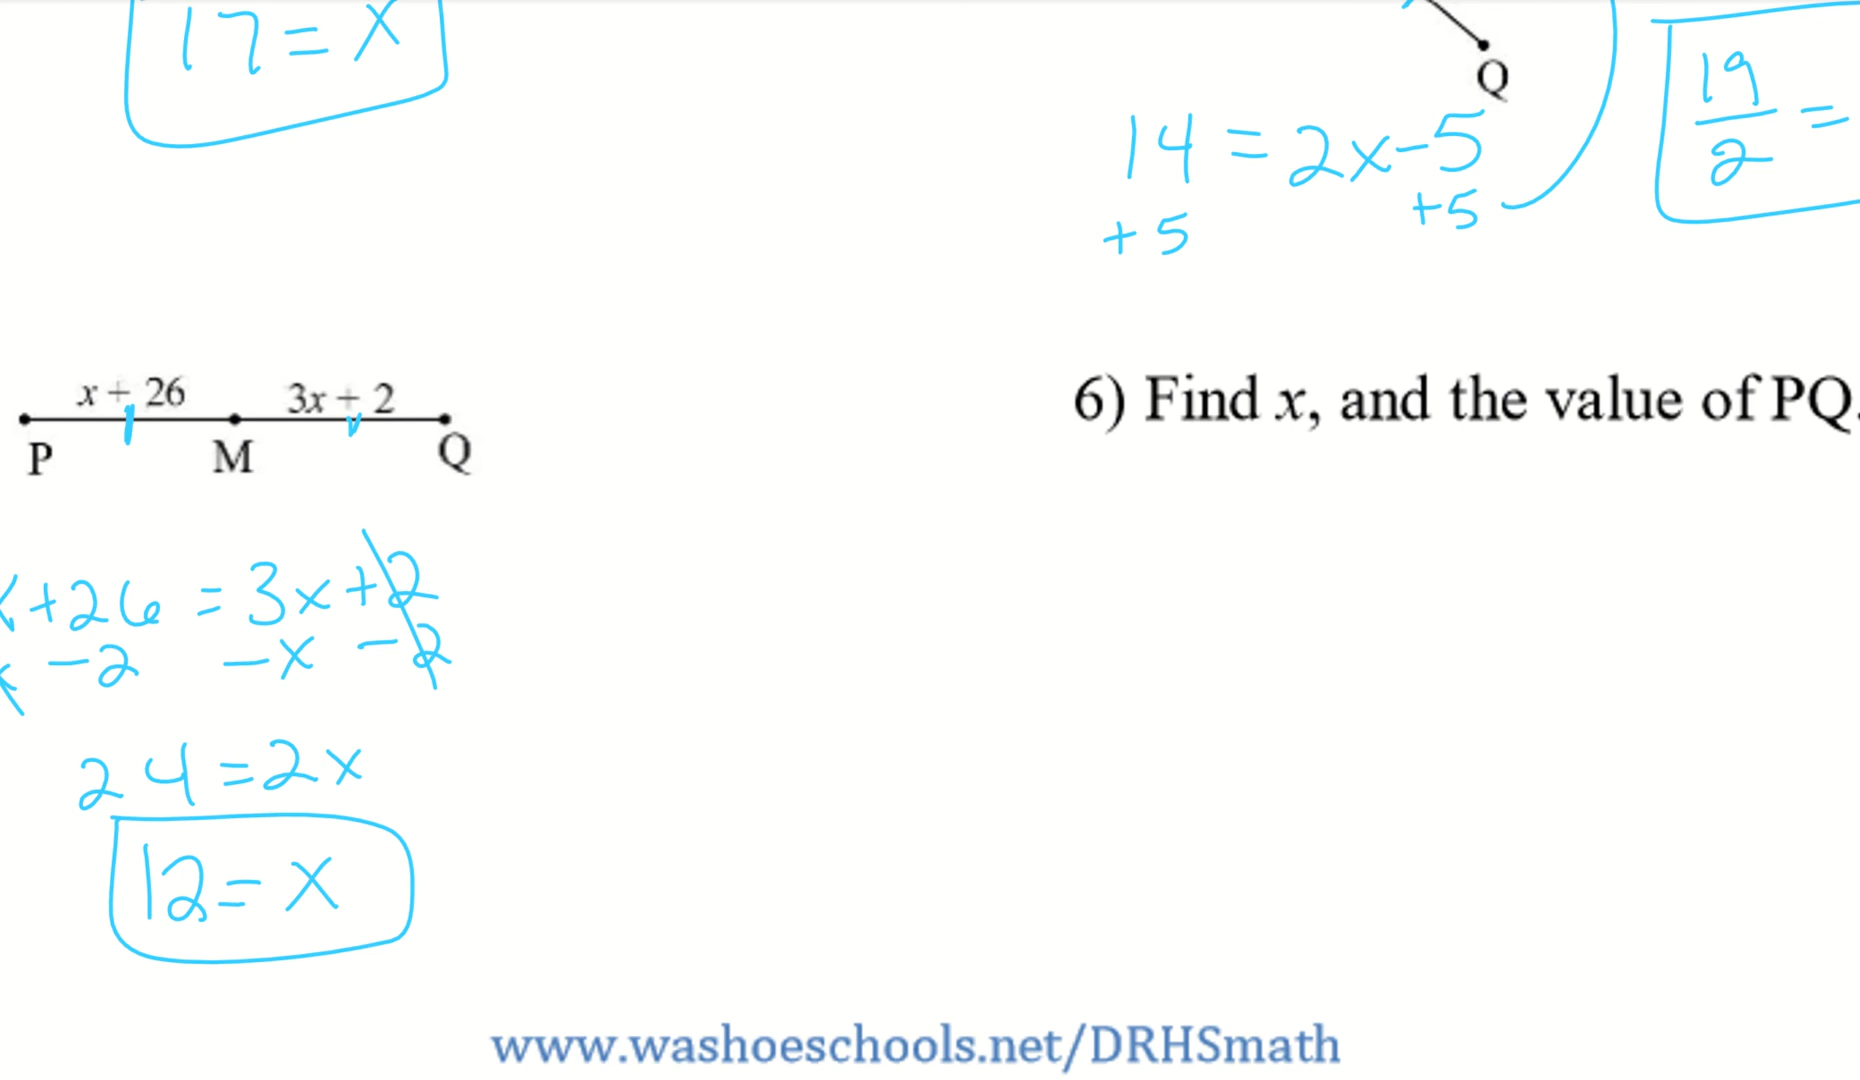 17 = x
Q
14 = 2x - 5
+5 +5
19/2 =
x + 26 3x + 2
P M Q
6) Find x, and the value of PQ.
x + 26 = 3x + 2
-2 -x -2
24 = 2x
12 = x
www.washoeschools.net/DRHSmath